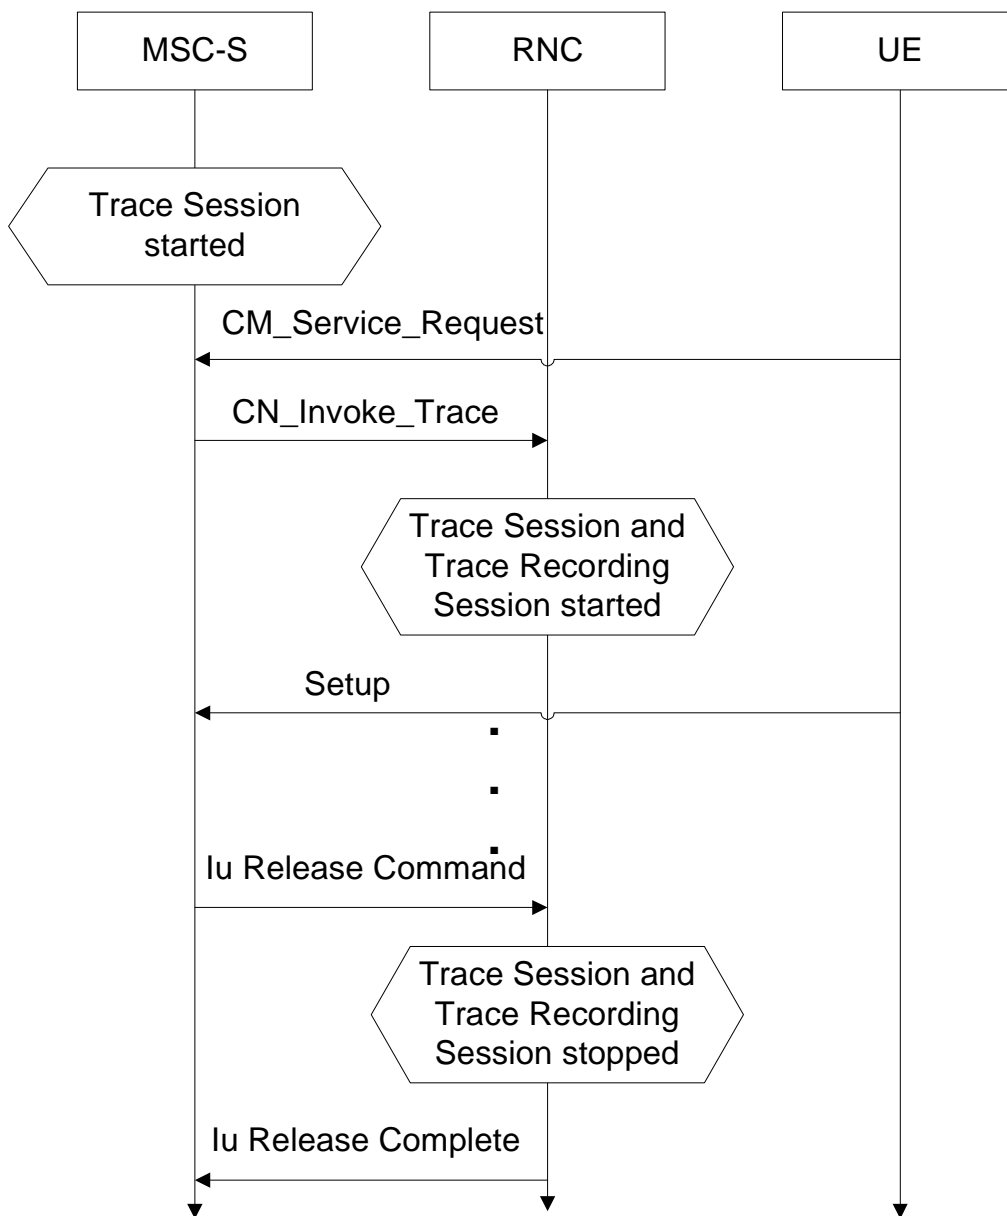 MSC-S
RNC
UE
Trace Session
started
CM_Service_Request
CN_Invoke_Trace
Trace Session and
Trace Recording
Session started
Setup
Iu Release Command
Trace Session and
Trace Recording
Session stopped
Iu Release Complete